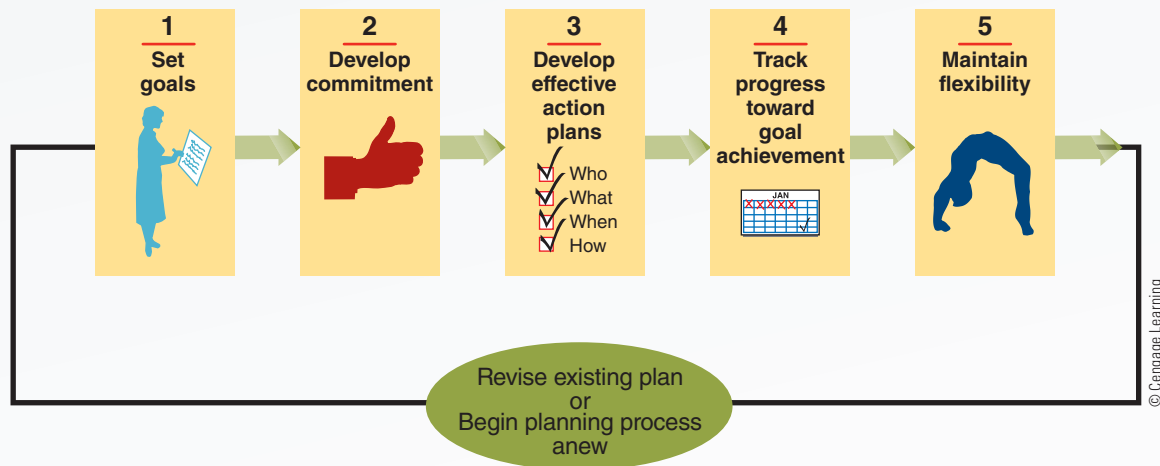 1
Set
goals
2
Develop
commitment
3
Develop
effective
action
plans
Who
What
When
How
4
Track
progress
toward
goal
achievement
JAN
5
Maintain
flexibility
Revise existing plan
or
Begin planning process
anew
© Cengage Learning